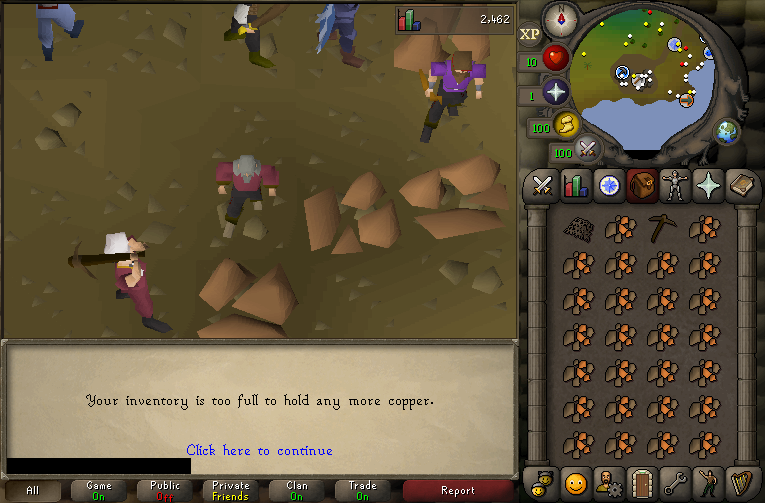 2,462
XP
10
1
100
100
Your inventory is too full to hold any more copper.
Click here to continue
All
Game
On
Public
Off
Private
Friends
Clan
On
Trade
On
Report